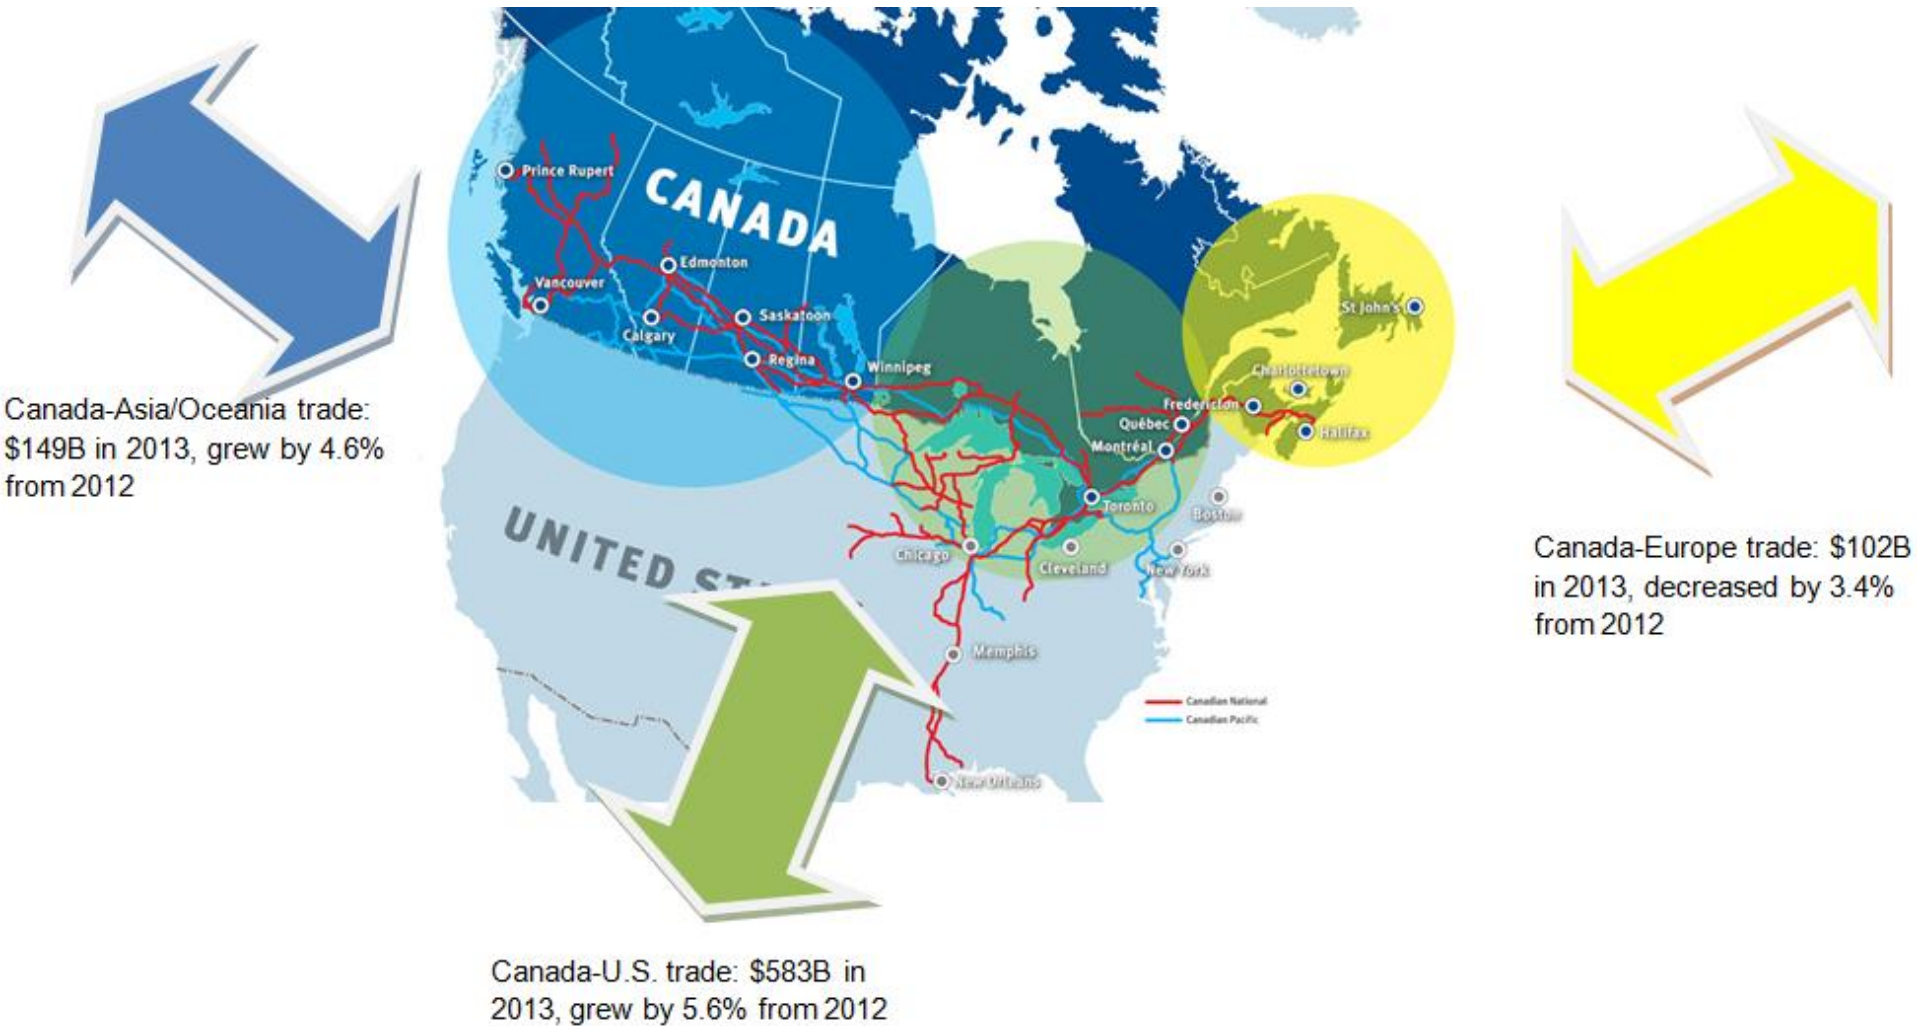 Prince Rupert
CANADA
Edmonton
Vancouver
Saskatoon
Calgary
Regina
Winnipeg
St John's
Charlottetown
Fredericton
Québec
Halifax
Montréal
Toronto
Boston
Chicago
Cleveland
New York
UNITED STA
Memphis
Canadian National
Canadian Pacific
New Orleans
Canada-Asia/Oceania trade:
$149B in 2013, grew by 4.6%
from 2012
Canada-Europe trade: $102B
in 2013, decreased by 3.4%
from 2012
Canada-U.S. trade: $583B in
2013, grew by 5.6% from 2012